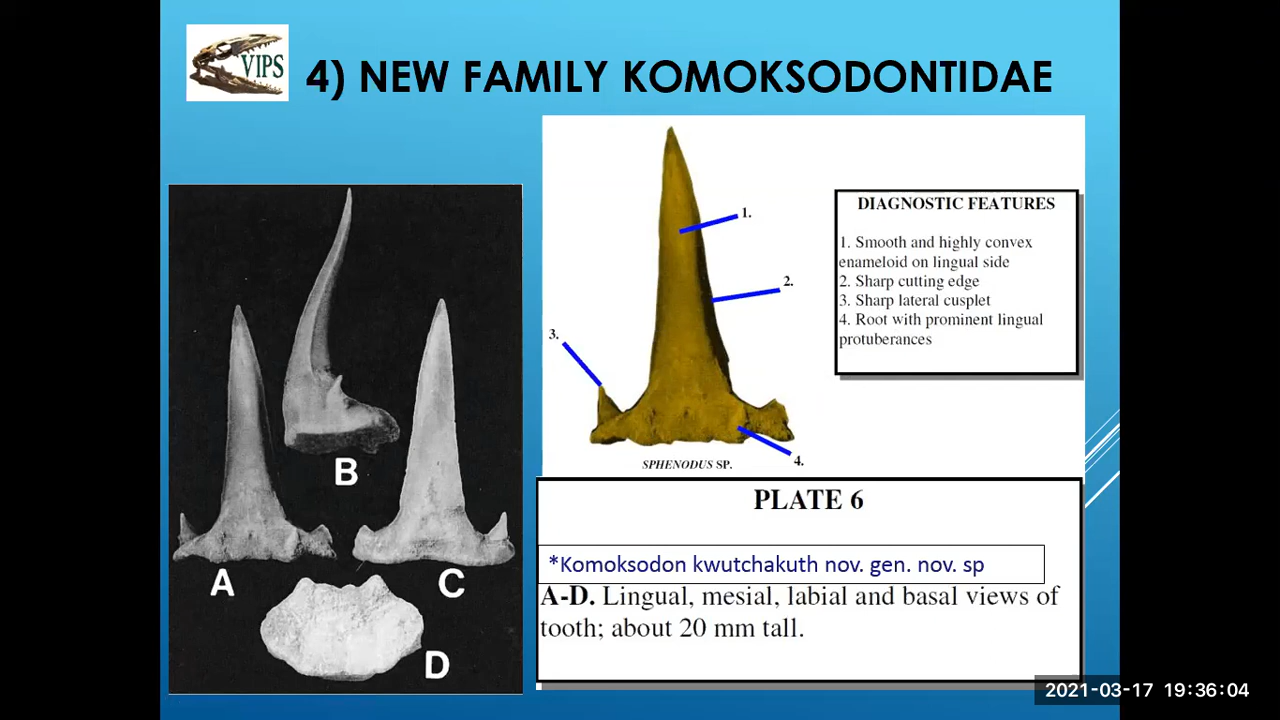 VIPS
4) NEW FAMILY KOMOKSODONTIDAE
A
B
C
D
1.
2.
3.
4.
SPHENODUS SP.
DIAGNOSTIC FEATURES
1. Smooth and highly convex
enameloid on lingual side
2. Sharp cutting edge
3. Sharp lateral cusplet
4. Root with prominent lingual
protuberances
PLATE 6
*Komoksodon kwutchakuth nov. gen. nov. sp
A-D. Lingual, mesial, labial and basal views of
tooth; about 20 mm tall.
2021-03-17 19:36:04